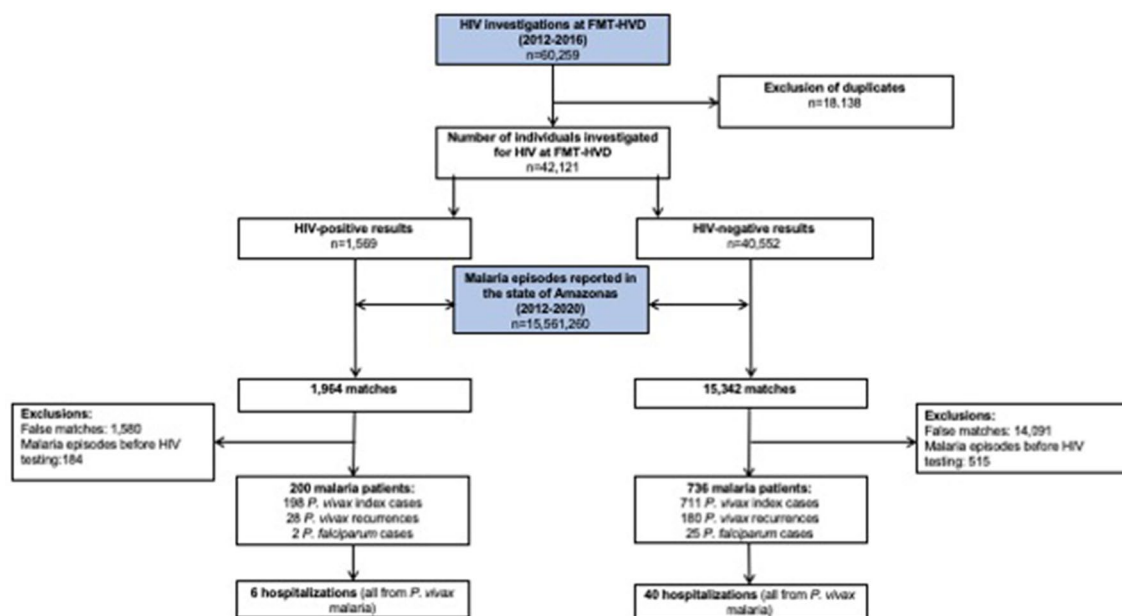 HIV investigations at FMT-HVD
(2012-2016)
n=60,259
Exclusion of duplicates
n=18.138
Number of individuals investigated
for HIV at FMT-HVD
n=42,121
HIV-positive results
n=1,569
HIV-negative results
n=40,552
Malaria episodes reported in
the state of Amazonas
(2012-2020)
n=15,561,260
1,964 matches
15,342 matches
Exclusions:
False matches: 1,580
Malaria episodes before HIV
testing:184
Exclusions:
False matches: 14,091
Malaria episodes before HIV
testing: 515
200 malaria patients:
198 P. vivax index cases
28 P. vivax recurrences
2 P. falciparum cases
736 malaria patients:
711 P. vivax index cases
180 P. vivax recurrences
25 P. falciparum cases
6 hospitalizations (all from P. vivax
malaria)
40 hospitalizations (all from P. vivax
malaria)